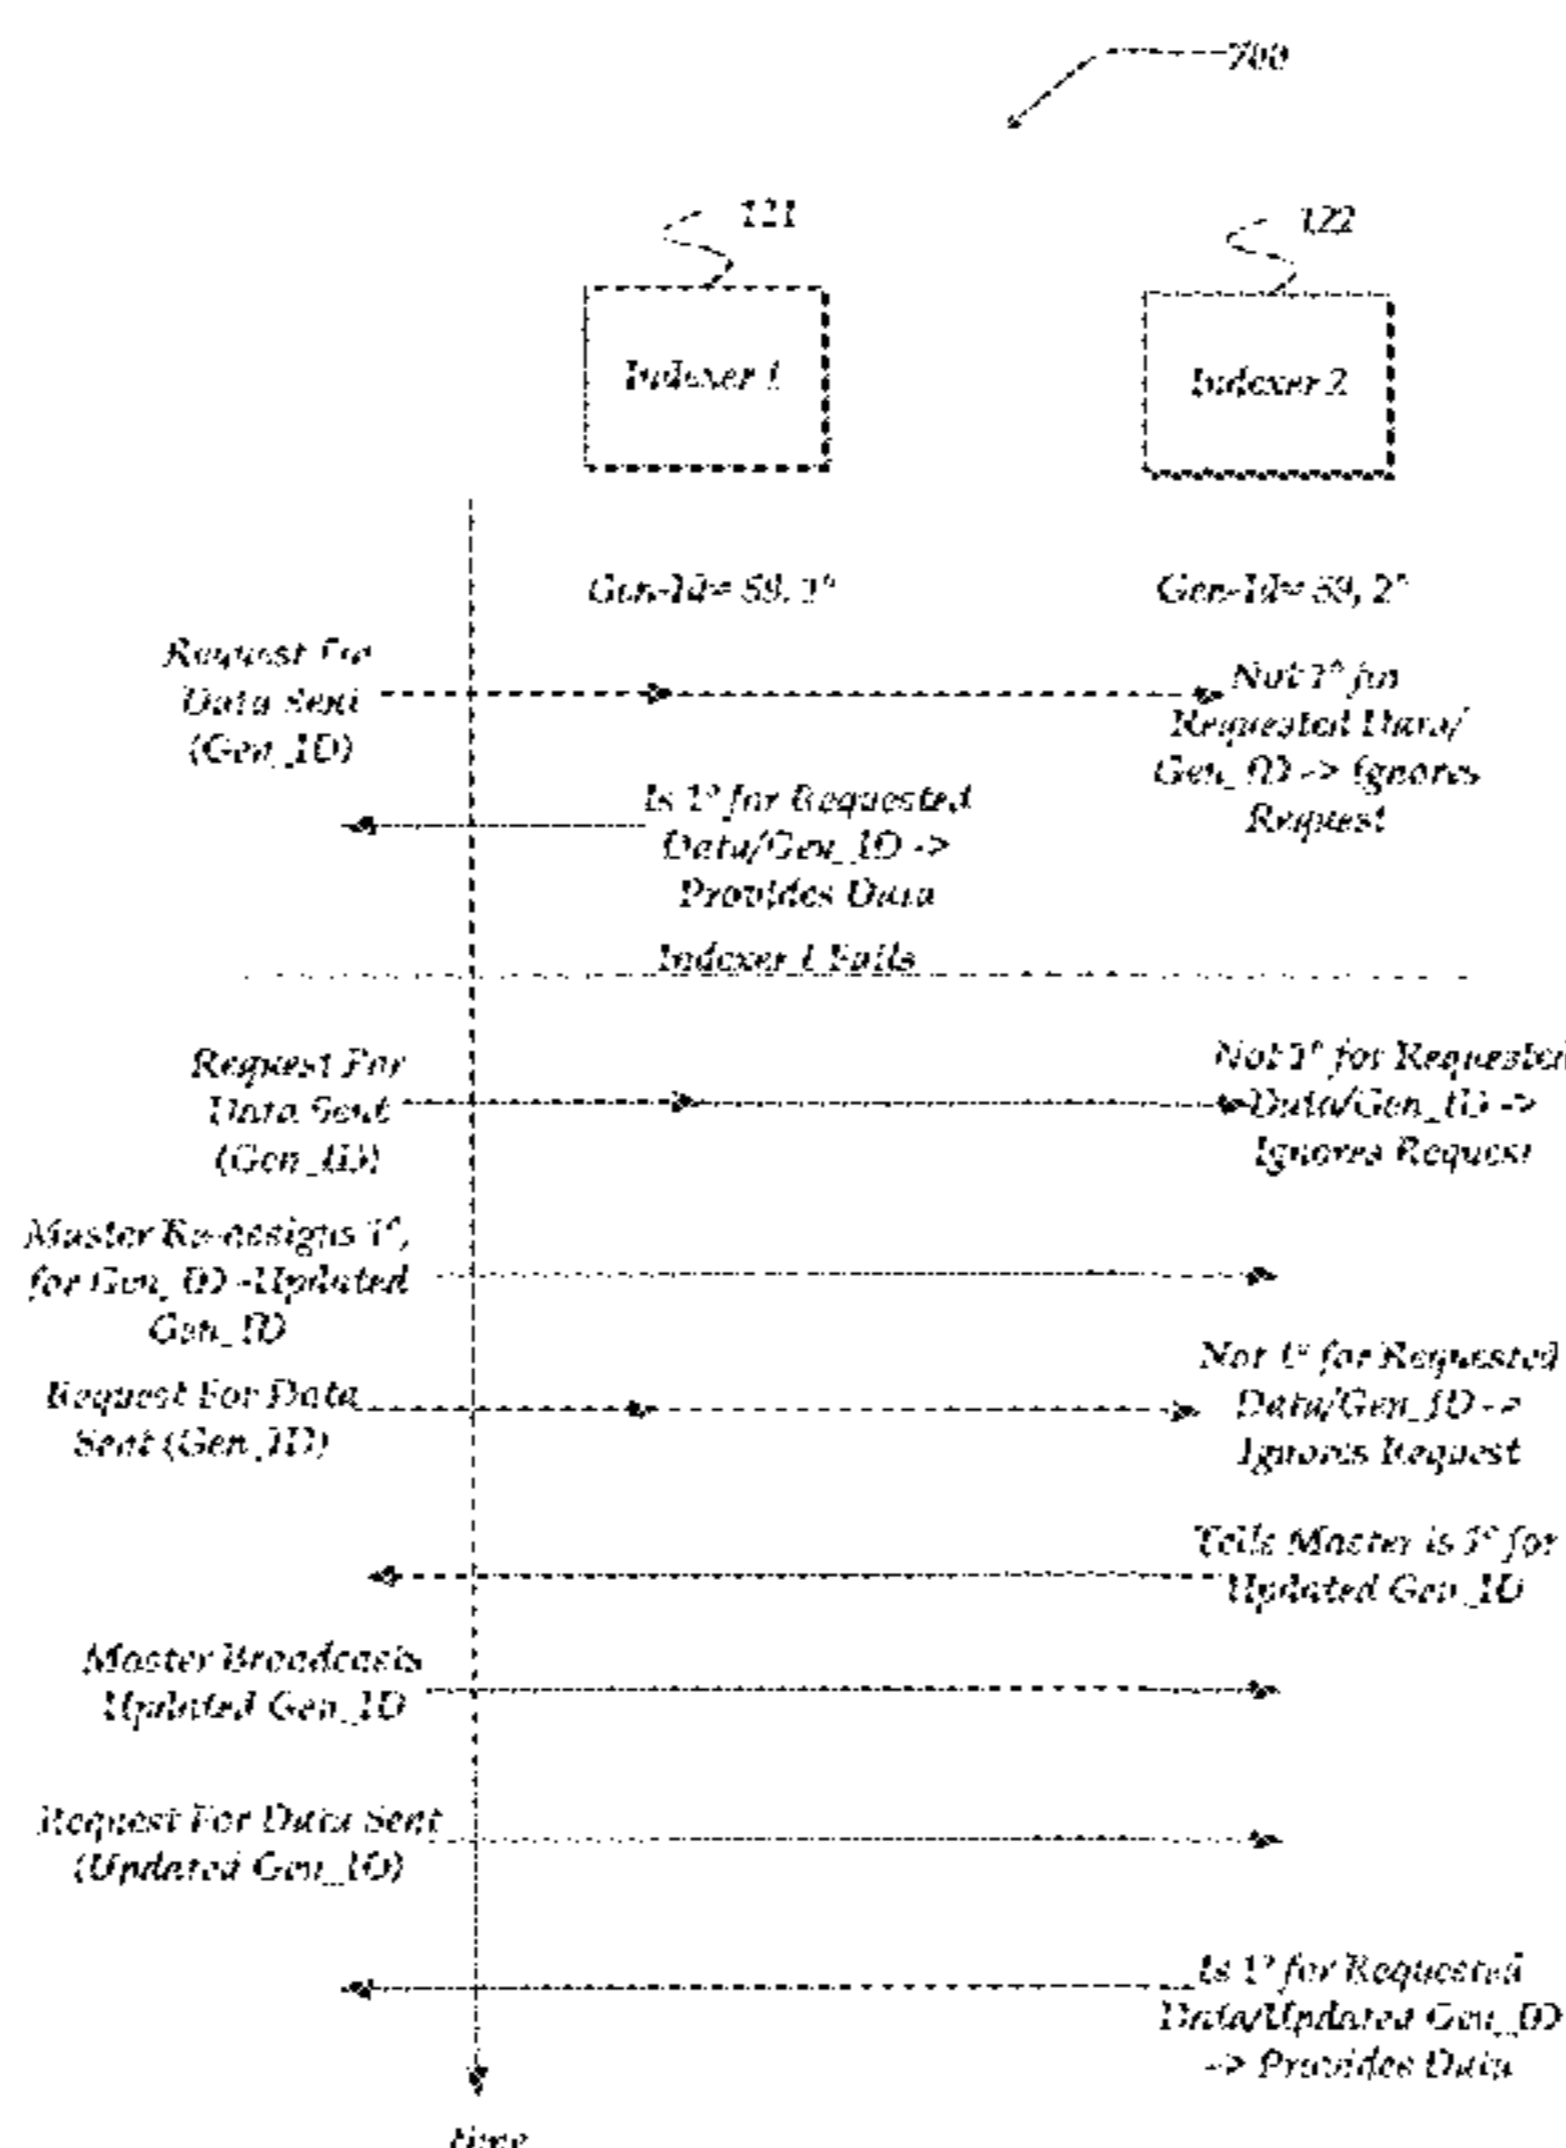 700
121
122
Indexer 1
Indexer 2
Gen-Id= 59, 1°
Gen-Id= 59, 2°
Request For
Data Sent
(Gen_ID)
Not 1° for
Requested Data/
Gen_ID -> Ignores
Request
Is 1° for Requested
Data/Gen_ID ->
Provides Data
Indexer 1 Fails
Request For
Data Sent
(Gen_ID)
Not 1° for Requested
Data/Gen_ID ->
Ignores Request
Master Re-assigns 1°,
for Gen_ID -Updated
Gen_ID
Request For Data
Sent (Gen_ID)
Not 1° for Requested
Data/Gen_ID ->
Ignores Request
Tells Master is 1° for
Updated Gen_ID
Master Broadcasts
Updated Gen_ID
Request For Data Sent
(Updated Gen_ID)
Is 1° for Requested
Data/Updated Gen_ID
-> Provides Data
time